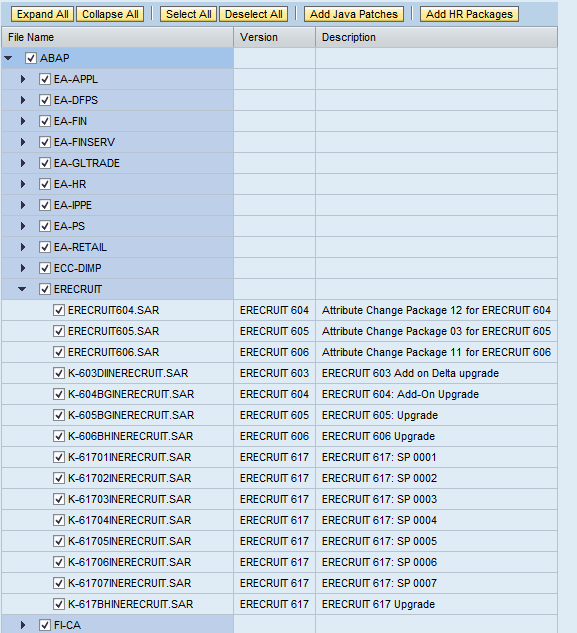 Expand All Collapse All Select All Deselect All Add Java Patches Add HR Packages
File Name Version Description
ABAP
EA-APPL
EA-DFPS
EA-FIN
EA-FINSERV
EA-GLTRADE
EA-HR
EA-IPPE
EA-PS
EA-RETAIL
ECC-DIMP
ERECRUIT
ERECRUIT604.SAR ERECRUIT 604 Attribute Change Package 12 for ERECRUIT 604
ERECRUIT605.SAR ERECRUIT 605 Attribute Change Package 03 for ERECRUIT 605
ERECRUIT606.SAR ERECRUIT 606 Attribute Change Package 11 for ERECRUIT 606
K-603DIINERECRUIT.SAR ERECRUIT 603 ERECRUIT 603 Add on Delta upgrade
K-604BGINERECRUIT.SAR ERECRUIT 604 ERECRUIT 604: Add-On Upgrade
K-605BGINERECRUIT.SAR ERECRUIT 605 ERECRUIT 605: Upgrade
K-606BHINERECRUIT.SAR ERECRUIT 606 ERECRUIT 606 Upgrade
K-61701INERECRUIT.SAR ERECRUIT 617 ERECRUIT 617: SP 0001
K-61702INERECRUIT.SAR ERECRUIT 617 ERECRUIT 617: SP 0002
K-61703INERECRUIT.SAR ERECRUIT 617 ERECRUIT 617: SP 0003
K-61704INERECRUIT.SAR ERECRUIT 617 ERECRUIT 617: SP 0004
K-61705INERECRUIT.SAR ERECRUIT 617 ERECRUIT 617: SP 0005
K-61706INERECRUIT.SAR ERECRUIT 617 ERECRUIT 617: SP 0006
K-61707INERECRUIT.SAR ERECRUIT 617 ERECRUIT 617: SP 0007
K-617BHINERECRUIT.SAR ERECRUIT 617 ERECRUIT 617 Upgrade
FI-CA